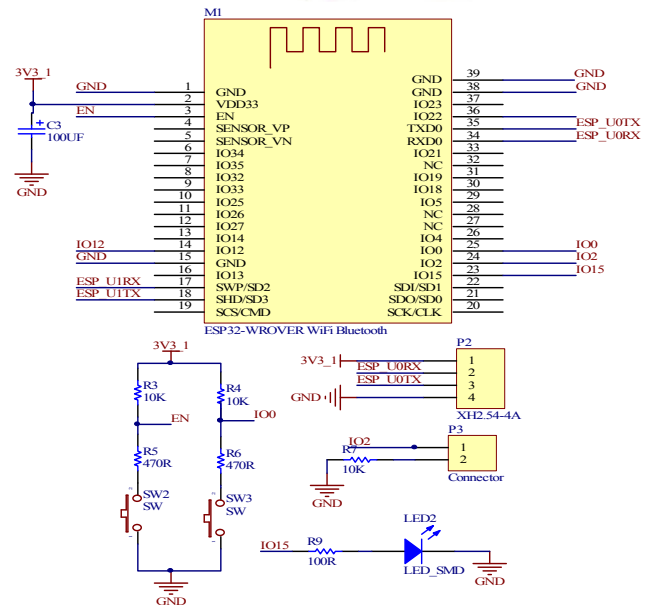 M1
3V3_1
GND 1 GND GND 39 GND
2 VDD33 GND 38 GND
EN 3 EN IO23 37
C3 4 SENSOR_VP IO22 36
100UF 5 SENSOR_VN TXD0 35 ESP_U0TX
6 IO34 RXD0 34 ESP_U0RX
7 IO35 IO21 33
8 IO32 NC 32
9 IO33 IO19 31
10 IO25 IO18 30
11 IO26 IO5 29
12 IO27 NC 28
13 IO14 NC 27
IO12 14 IO12 IO4 26
GND 15 GND IO0 25 IO0
16 IO13 IO2 24 IO2
ESP_U1RX 17 SWP/SD2 IO15 23 IO15
ESP_U1TX 18 SHD/SD3 SDI/SD1 22
19 SCS/CMD SDO/SD0 21
SCK/CLK 20
GND
+
ESP32-WROVER WiFi Bluetooth
3V3_1
R3
10K
R4
10K
EN
IO0
R5
470R
R6
470R
SW2
SW
SW3
SW
GND
P2
3V3_1 1
ESP_U0RX 2
ESP_U0TX 3
GND 4
XH2.54-4A
P3
IO2 1
R7 2
10K
Connector
GND
LED2
IO15 R9
100R
LED_SMD
GND